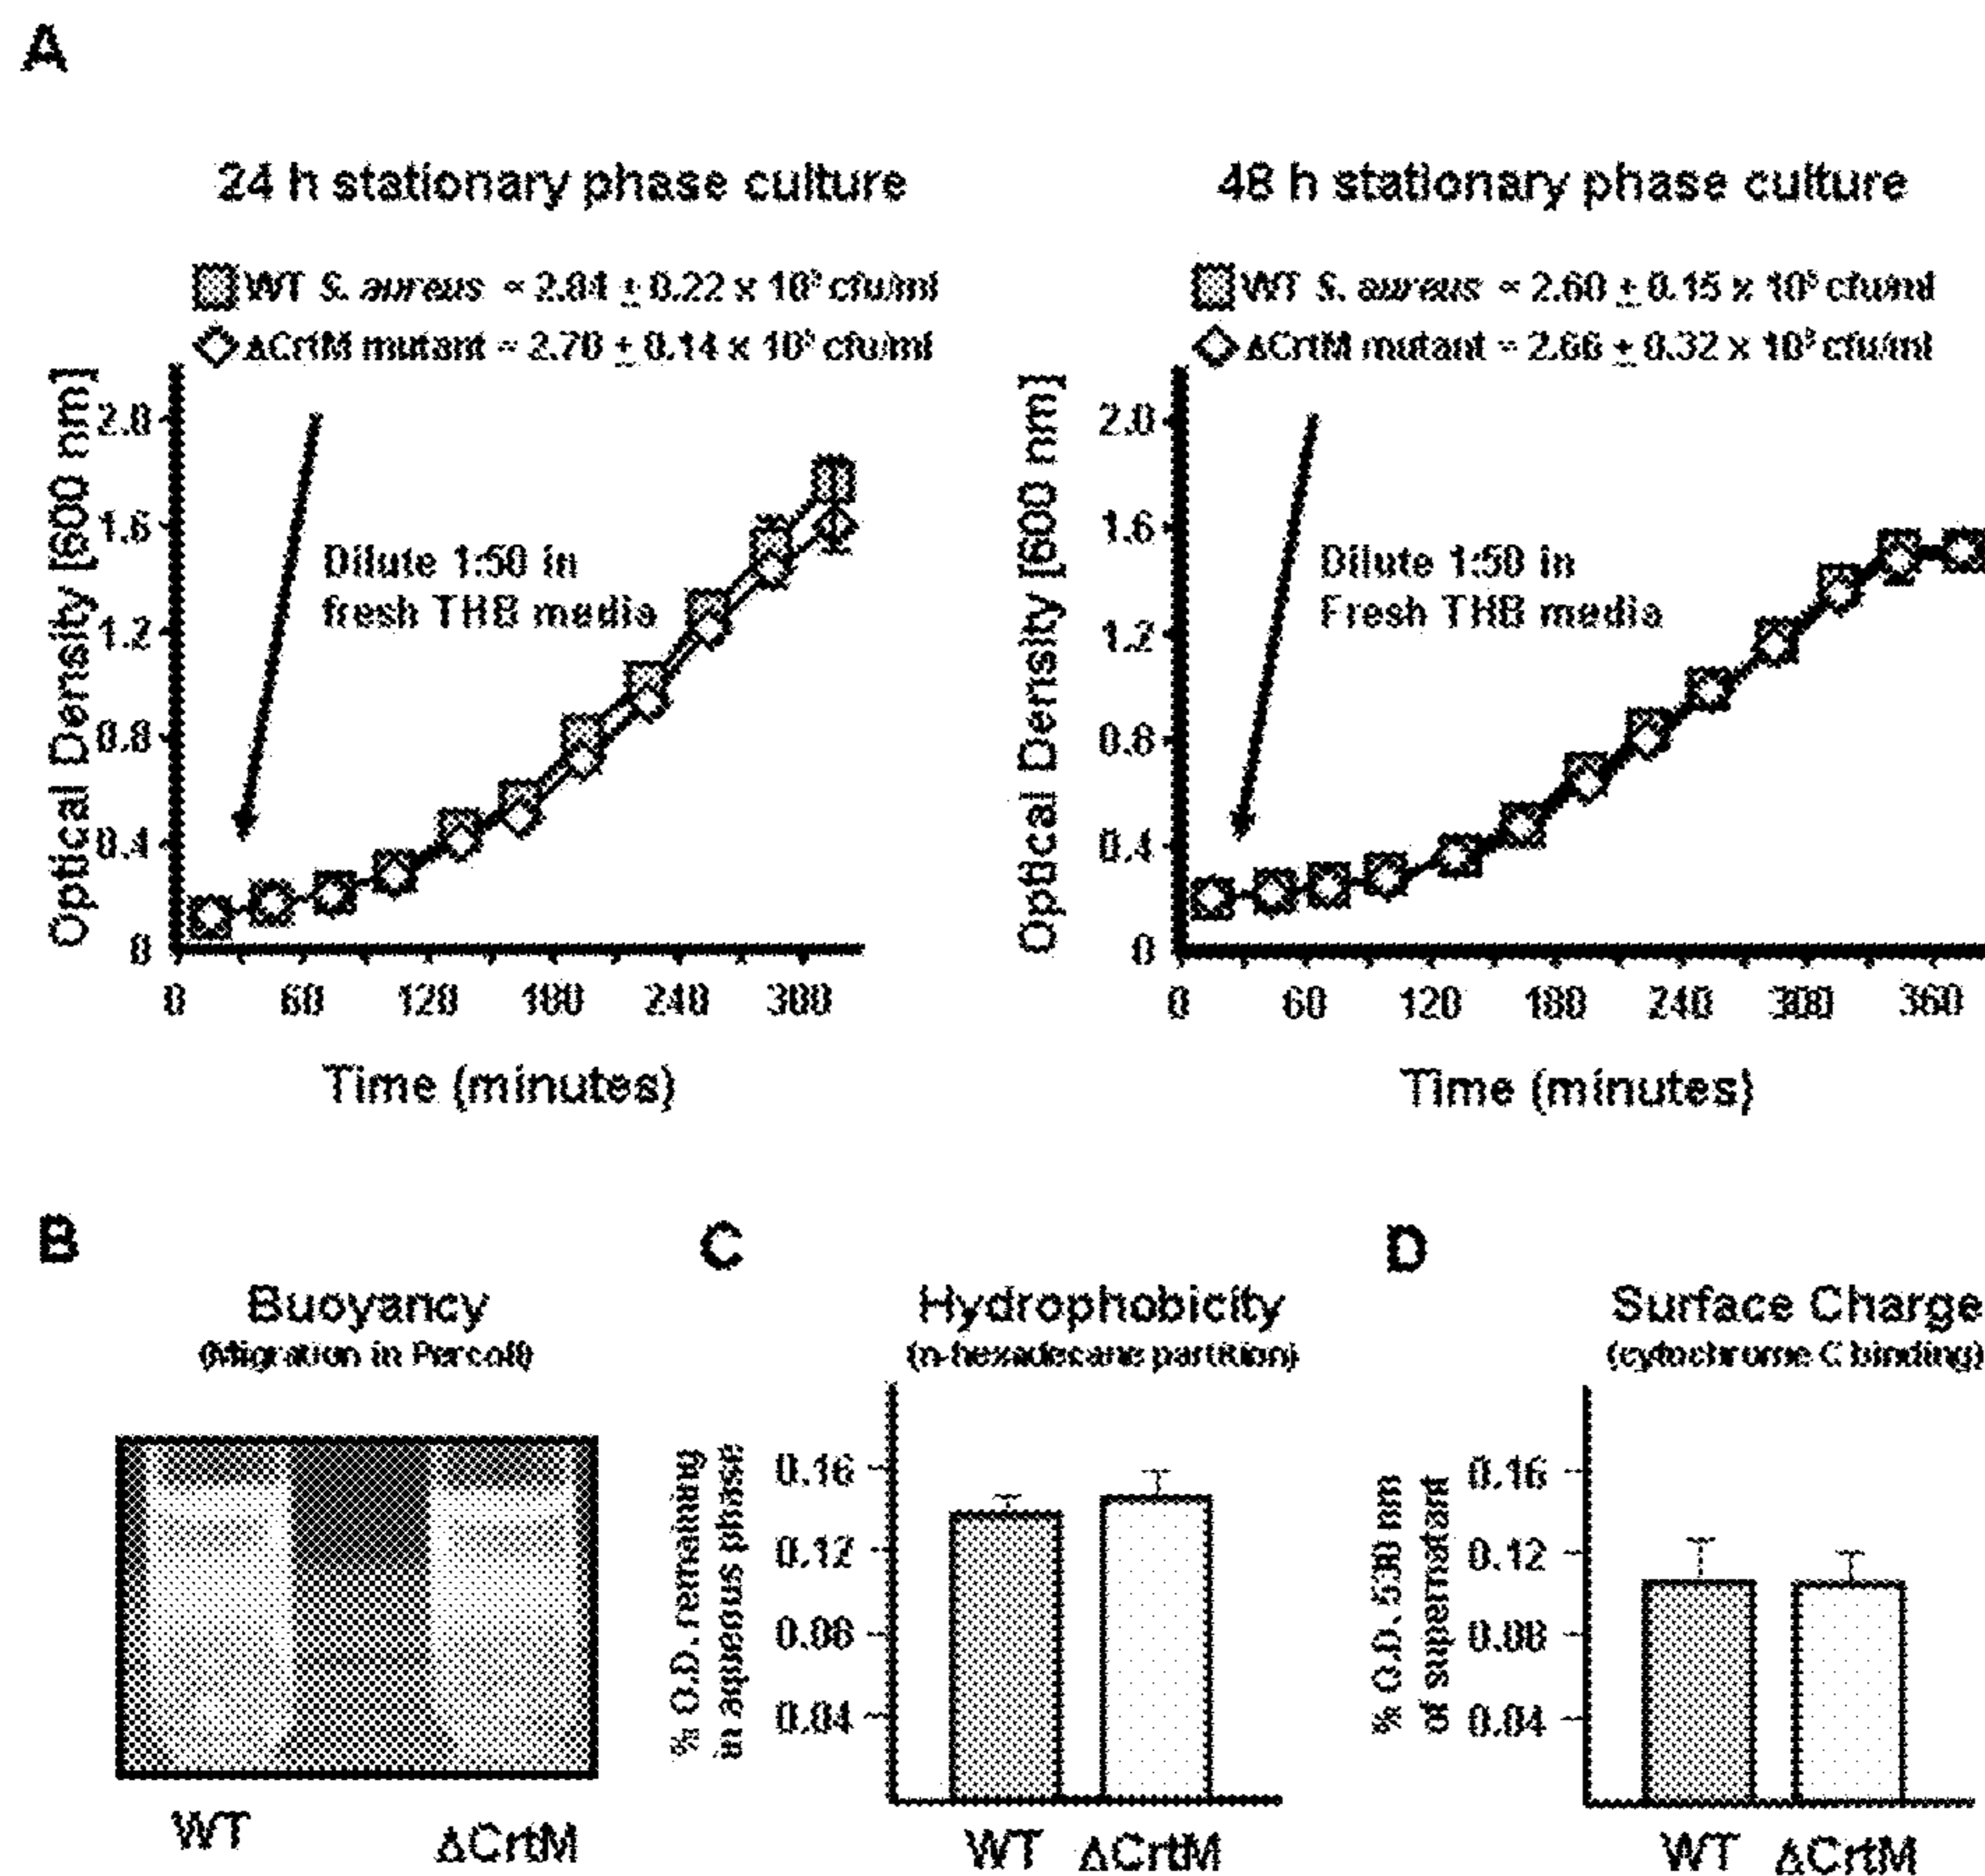 A
24 h stationary phase culture
WT S. aureus = 2.84 ± 0.22 x 10⁹ cfu/ml
ΔCrtM mutant = 2.70 ± 0.14 x 10⁹ cfu/ml
Optical Density [600 nm]
2.0
1.6
1.2
0.8
0.4
0
Dilute 1:50 in
fresh THB media
0 60 120 180 240 300
Time (minutes)
48 h stationary phase culture
WT S. aureus = 2.60 ± 0.15 x 10⁹ cfu/ml
ΔCrtM mutant = 2.66 ± 0.32 x 10⁹ cfu/ml
Optical Density [600 nm]
2.0
1.6
1.2
0.8
0.4
0
Dilute 1:50 in
Fresh THB media
0 60 120 180 240 300 360
Time (minutes)
B
Buoyancy
(Migration in Percoll)
WT ΔCrtM
C
Hydrophobicity
(n-hexadecane partition)
% O.D. remaining
in aqueous phase
0.16
0.12
0.08
0.04
WT ΔCrtM
D
Surface Charge
(cytochrome C binding)
% O.D. 530 nm
of supernatant
0.16
0.12
0.08
0.04
WT ΔCrtM